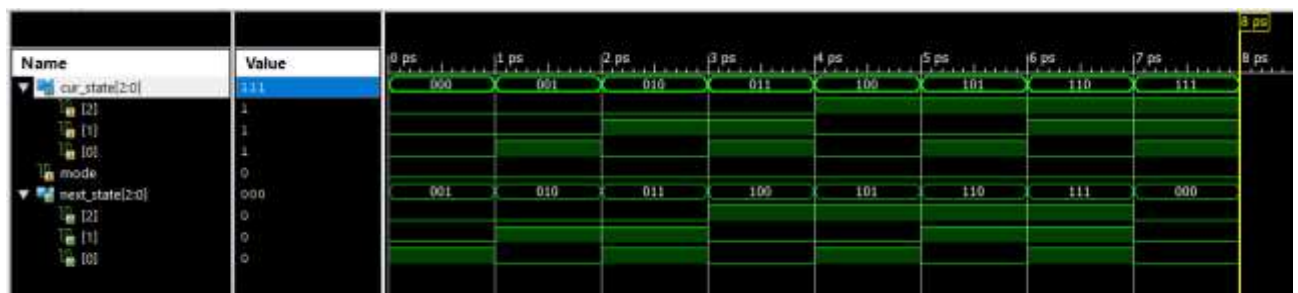 8 ps
Name Value 0 ps 1 ps 2 ps 3 ps 4 ps 5 ps 6 ps 7 ps 8 ps
cur_state[2:0] 111 000 001 010 011 100 101 110 111
[2] 1
[1] 1
[0] 1
mode 0
next_state[2:0] 000 001 010 011 100 101 110 111 000
[2] 0
[1] 0
[0] 0